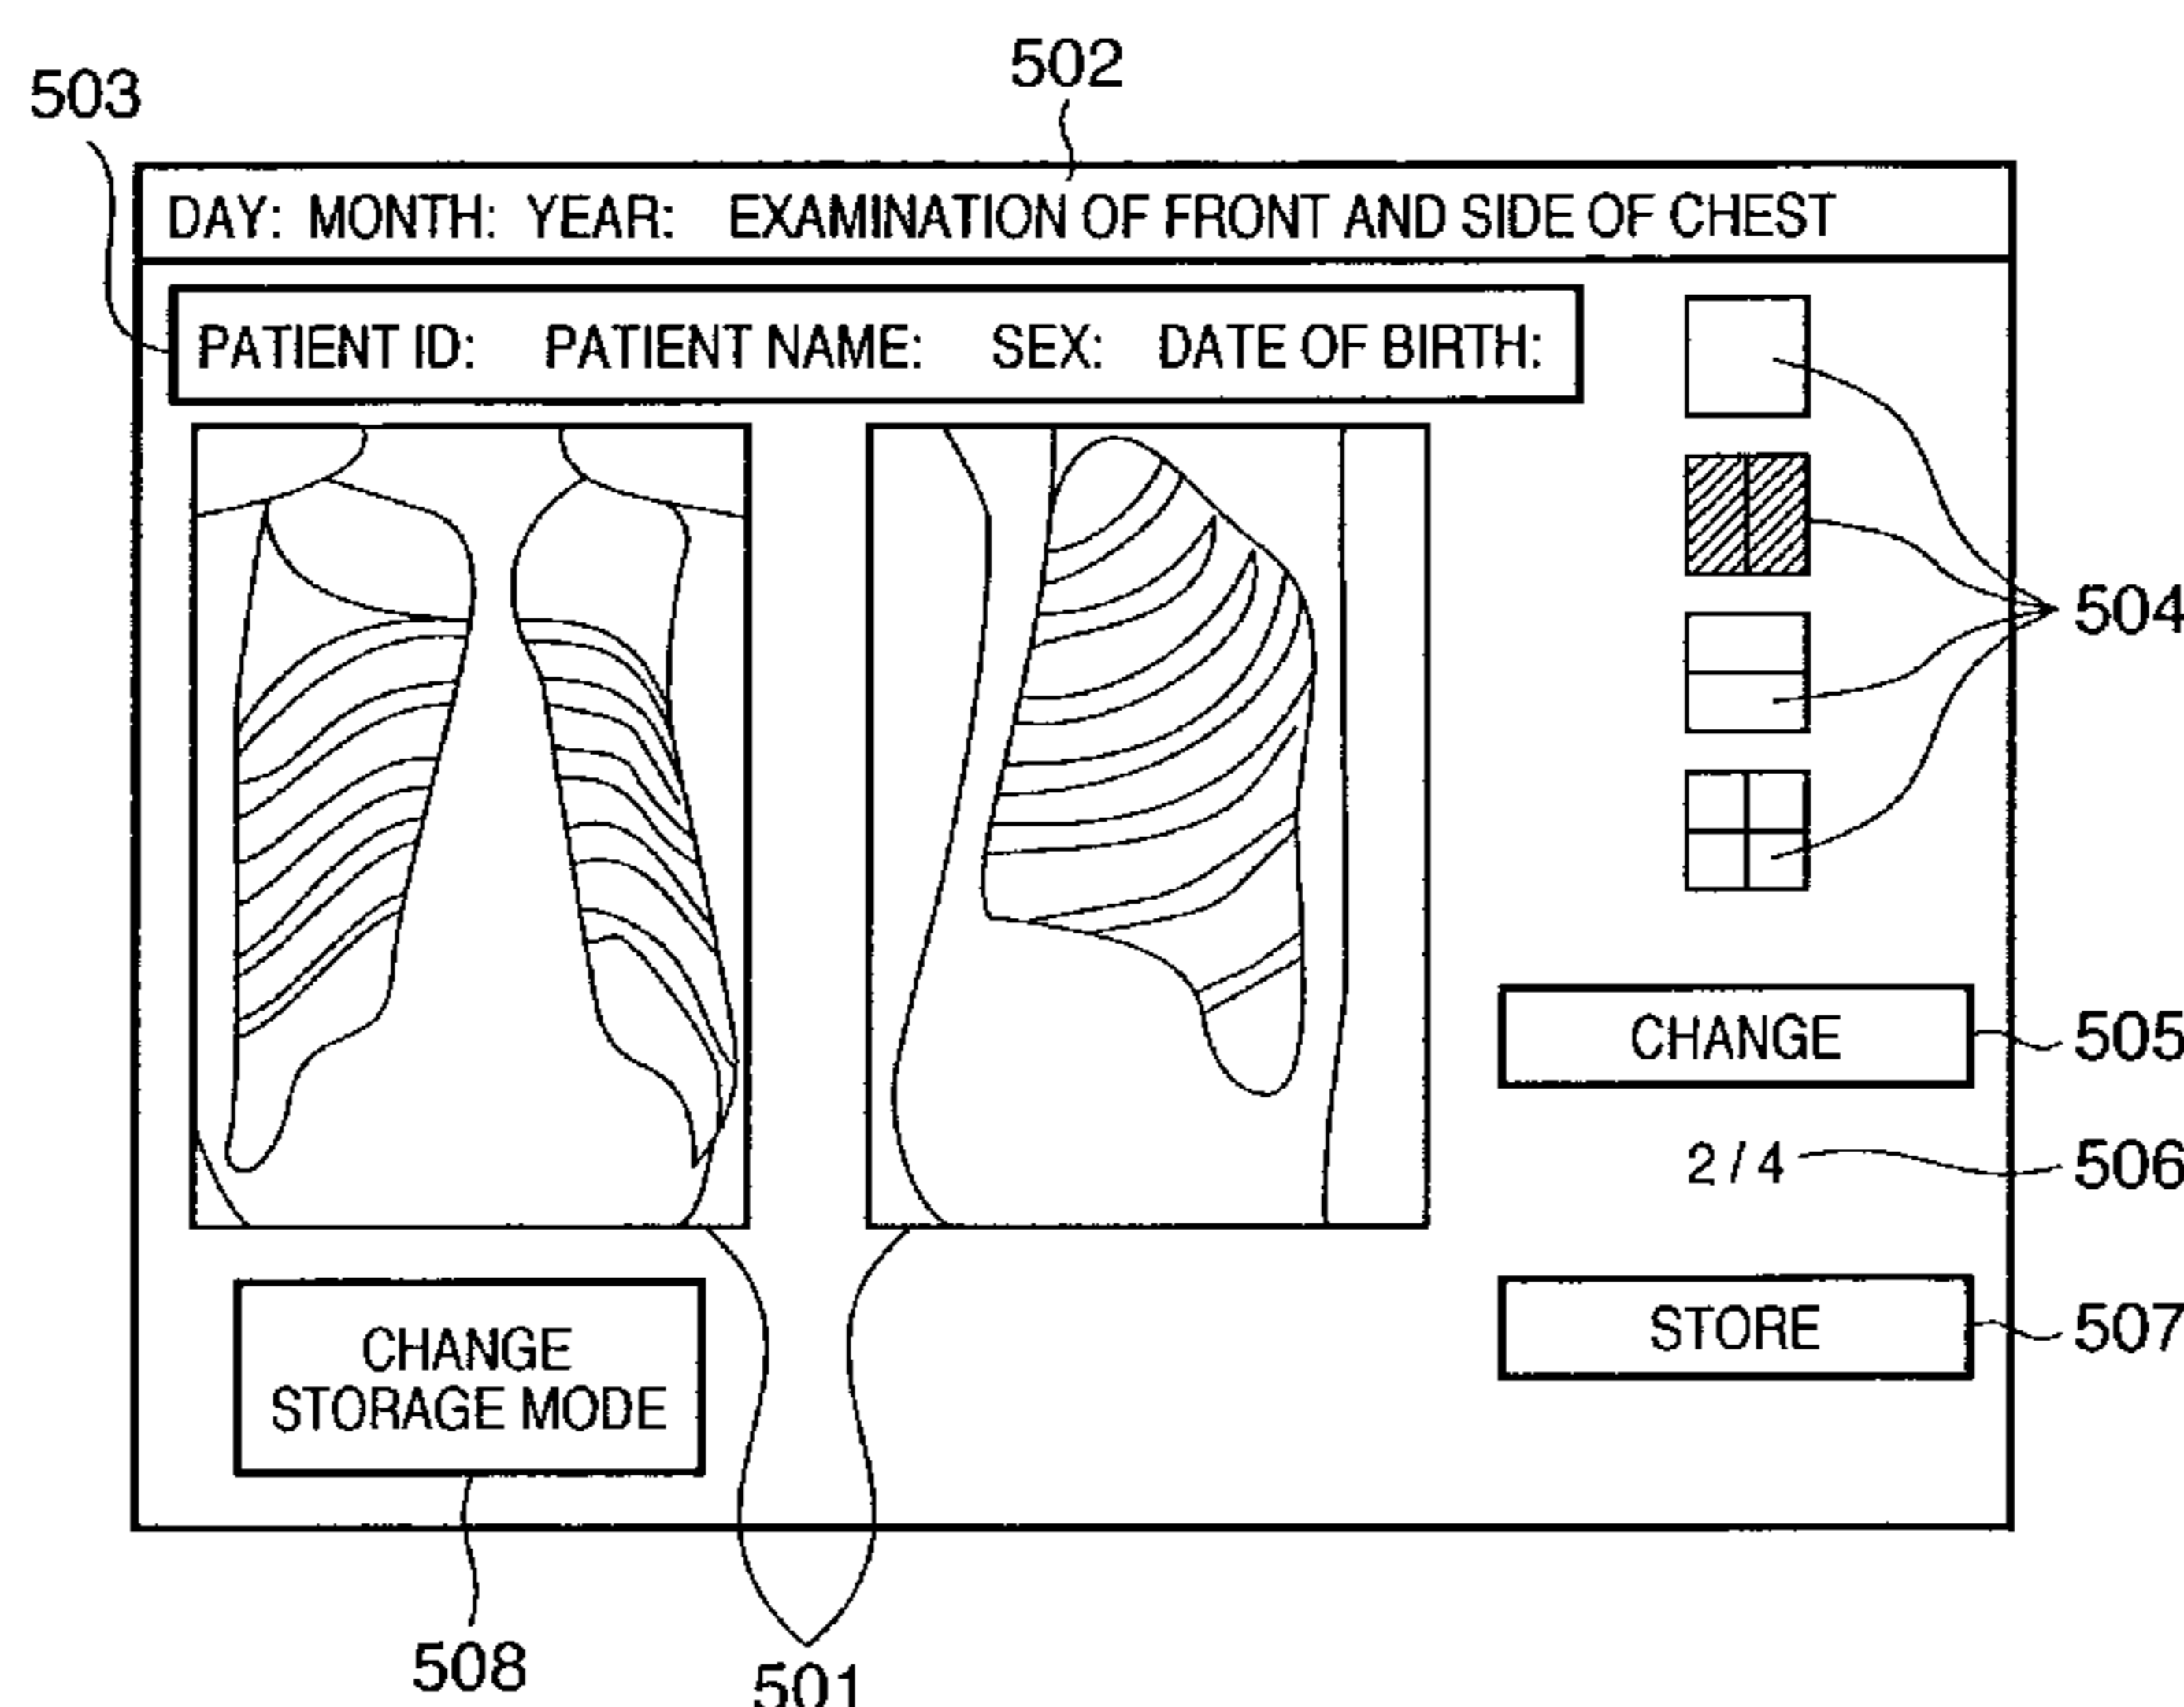 502
503
DAY: MONTH: YEAR: EXAMINATION OF FRONT AND SIDE OF CHEST
PATIENT ID: PATIENT NAME: SEX: DATE OF BIRTH:
504
CHANGE
505
2 / 4
506
STORE
507
CHANGE
STORAGE MODE
508
501